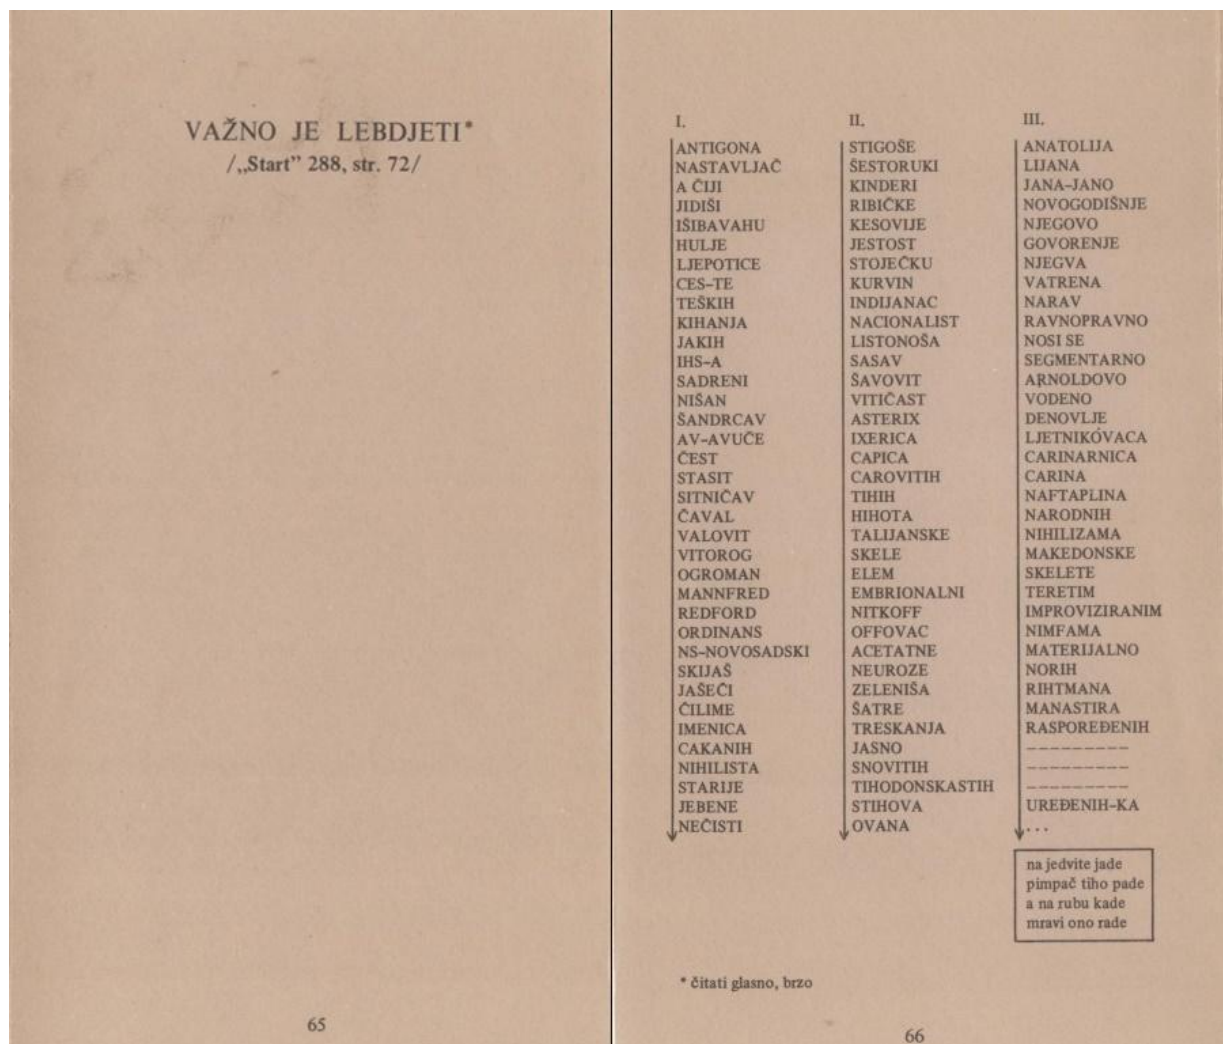 VAŽNO JE LEBDJETI*
/„Start” 288, str. 72/
65
I.
ANTIGONA
NASTAVLJAČ
A ČIJI
JIDIŠI
IŠIBAVAHU
HULJE
LJEPOTICE
CES–TE
TEŠKIH
KIHANJA
JAKIH
IHS–A
SADRENI
NIŠAN
ŠANDRCAV
AV–AVUČE
ČEST
STASIT
SITNIČAV
ČAVAL
VALOVIT
VITOROG
OGROMAN
MANNFRED
REDFORD
ORDINANS
NS–NOVOSADSKI
SKIJAŠ
JAŠEĆI
ĆILIME
IMENICA
CAKANIH
NIHILISTA
STARIJE
JEBENE
NEČISTI
II.
STIGOŠE
ŠESTORUKI
KINDERI
RIBIČKE
KESOVIJE
JESTOST
STOJEĆKU
KURVIN
INDIJANAC
NACIONALIST
LISTONOŠA
SASAV
ŠAVOVIT
VITIČAST
ASTERIX
IXERICA
CAPICA
CAROVITIH
TIHIH
HIHOTA
TALIJANSKE
SKELE
ELEM
EMBRIONALNI
NITKOFF
OFFOVAC
ACETATNE
NEUROZE
ZELENIŠA
ŠATRE
TRESKANJA
JASNO
SNOVITIH
TIHODONSKASTIH
STIHOVA
OVANA
III.
ANATOLIJA
LIJANA
JANA–JANO
NOVOGODIŠNJE
NJEGOVO
GOVORENJE
NJEGVA
VATRENA
NARAV
RAVNOPRAVNO
NOSI SE
SEGMENTARNO
ARNOLDOVO
VODENO
DENOVLJE
LJETNIKÓVACA
CARINARNICA
CARINA
NAFTAPLINA
NARODNIH
NIHILIZAMA
MAKEDONSKE
SKELETE
TERETIM
IMPROVIZIRANIM
NIMFAMA
MATERIJALNO
NORIH
RIHTMANA
MANASTIRA
RASPOREĐENIH
–––––––––
–––––––––
–––––––––
UREĐENIH–KA
...
na jedvite jade
pimpač tiho pade
a na rubu kade
mravi ono rade
* čitati glasno, brzo
66